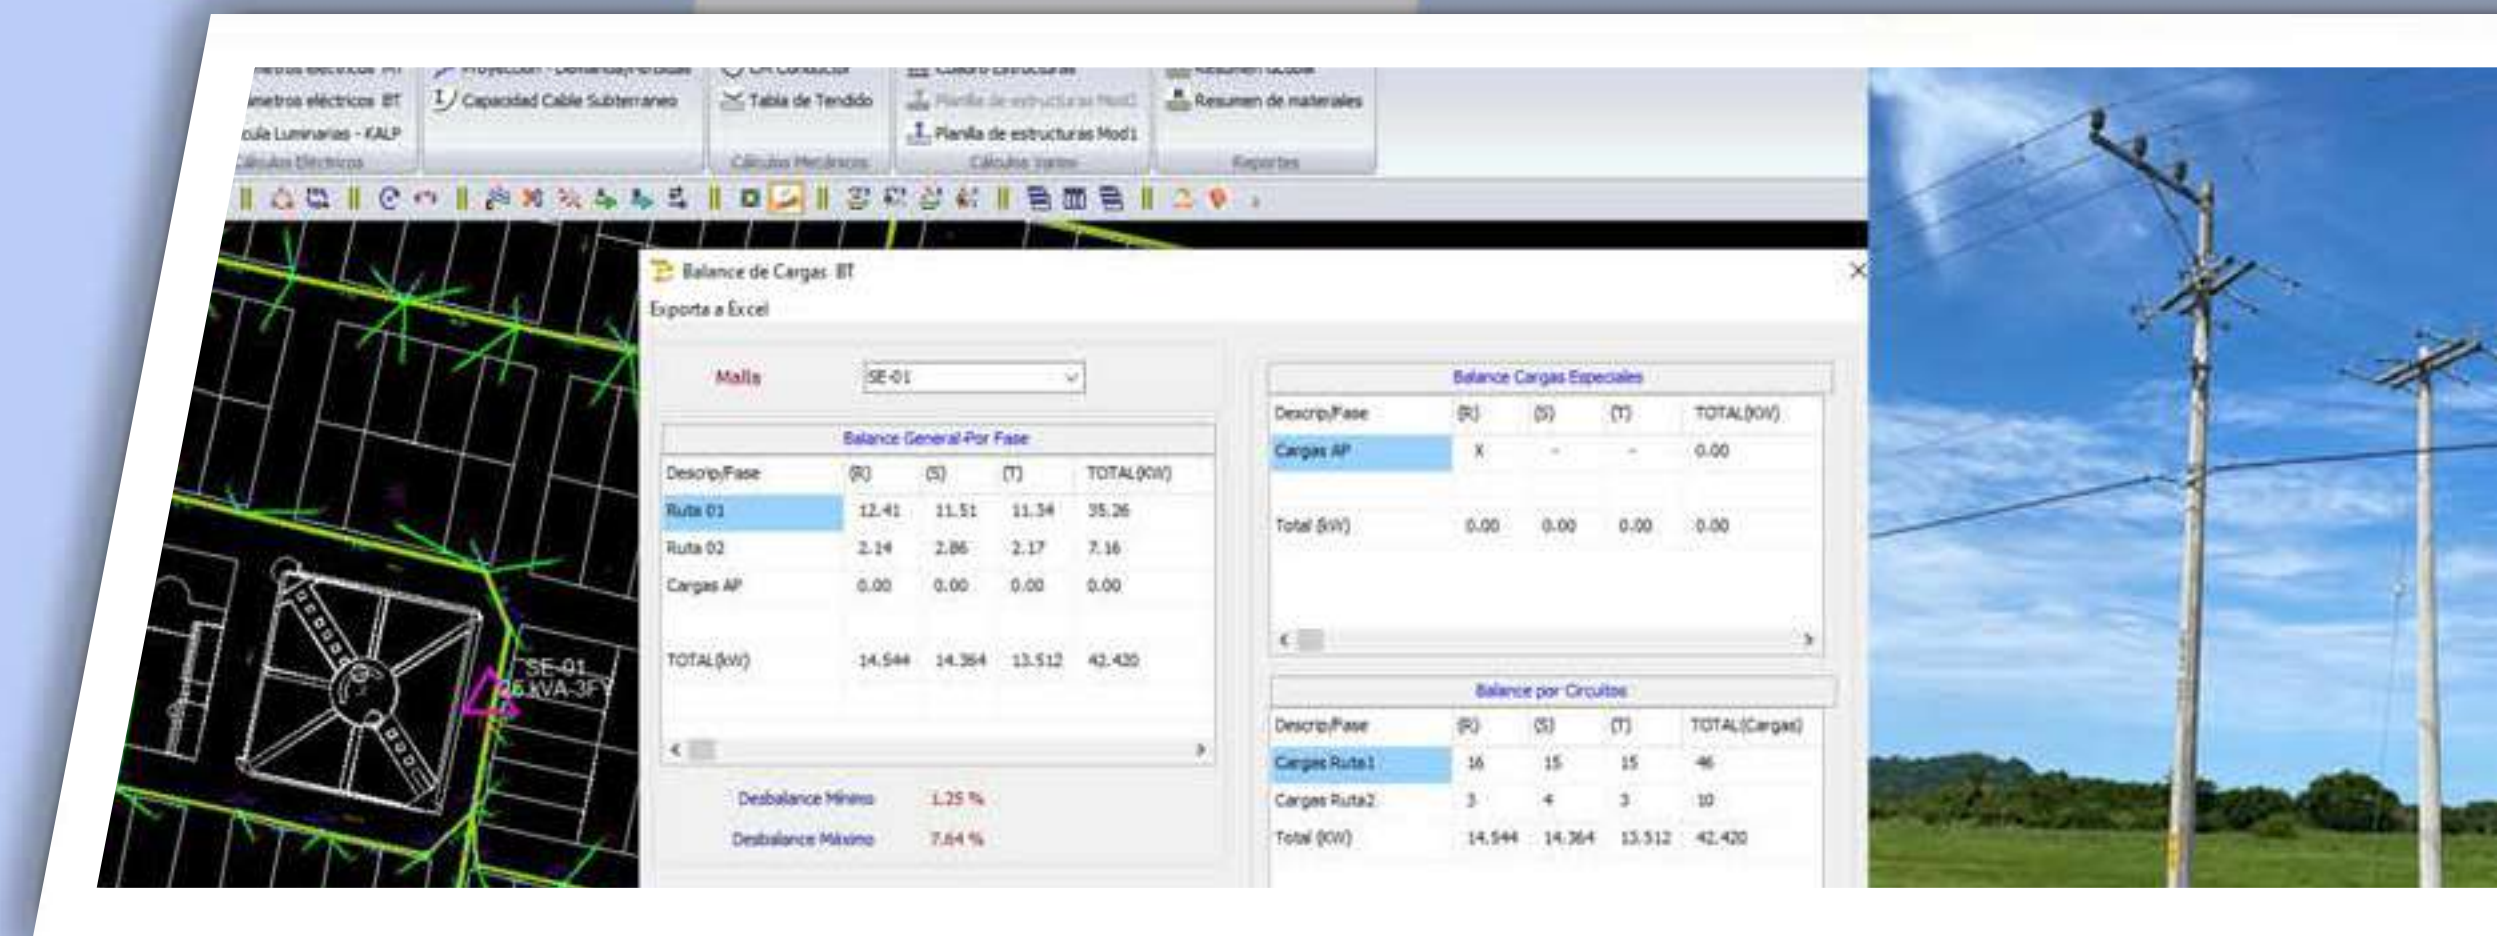 Capacidad Cable Subterraneo
Tabla de Tendido
Resumen de materiales
Luminarias - KALP
Planilla de estructuras Mod1
Cálculos Eléctricos
Cálculos Mecánicos
Cálculos Varios
Reportes
Balance de Cargas BT
Exporta a Excel
Malla SE-01
Balance General-Por Fase
Descrip/Fase (R) (S) (T) TOTAL(KW)
Ruta 01 12.41 11.51 11.34 35.26
Ruta 02 2.14 2.86 2.17 7.16
Cargas AP 0.00 0.00 0.00 0.00
TOTAL(kW) 14.544 14.364 13.512 42.420
Desbalance Mínimo 1.25 %
Desbalance Máximo 7.64 %
Balance Cargas Especiales
Descrip/Fase (R) (S) (T) TOTAL(KW)
Cargas AP X - - 0.00
Total (kW) 0.00 0.00 0.00 0.00
Balance por Circuitos
Descrip/Fase (R) (S) (T) TOTAL(Cargas)
Cargas Ruta1 16 15 15 46
Cargas Ruta2 3 4 3 10
Total (KW) 14.544 14.364 13.512 42.420
SE-01
kVA-3F